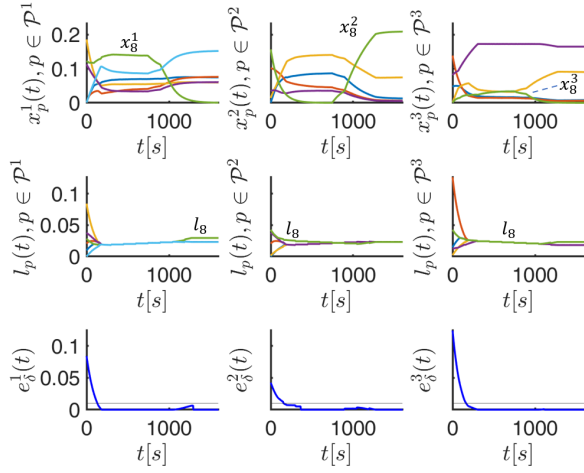 x_p^1(t), p ∈ 𝒫^1
0.2
0.1
0
x_8^1
0
1000
t[s]
x_p^2(t), p ∈ 𝒫^2
x_8^2
0
1000
t[s]
x_p^3(t), p ∈ 𝒫^3
x_8^3
0
1000
t[s]
l_p(t), p ∈ 𝒫^1
0.1
0.05
0
l_8
0
1000
t[s]
l_p(t), p ∈ 𝒫^2
l_8
0
1000
t[s]
l_p(t), p ∈ 𝒫^3
l_8
0
1000
t[s]
e_δ^1(t)
0.1
0.05
0
0
1000
t[s]
e_δ^2(t)
0
1000
t[s]
e_δ^3(t)
0
1000
t[s]